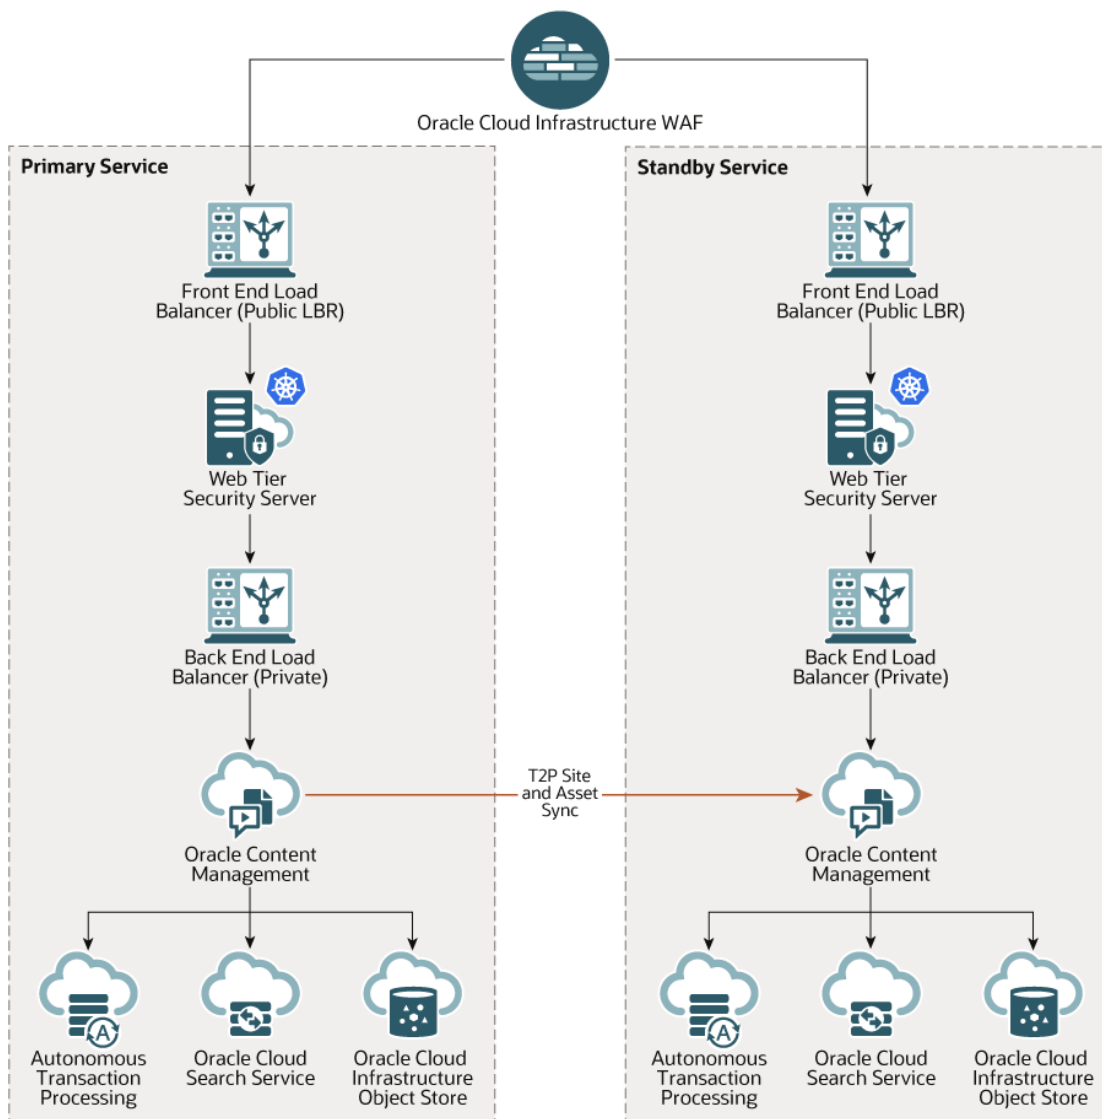 Oracle Cloud Infrastructure WAF
Primary Service
Front End Load
Balancer (Public LBR)
Web Tier
Security Server
Back End Load
Balancer (Private)
Oracle Content
Management
Autonomous
Transaction
Processing
Oracle Cloud
Search Service
Oracle Cloud
Infrastructure
Object Store
T2P Site
and Asset
Sync
Standby Service
Front End Load
Balancer (Public LBR)
Web Tier
Security Server
Back End Load
Balancer (Private)
Oracle Content
Management
Autonomous
Transaction
Processing
Oracle Cloud
Search Service
Oracle Cloud
Infrastructure
Object Store